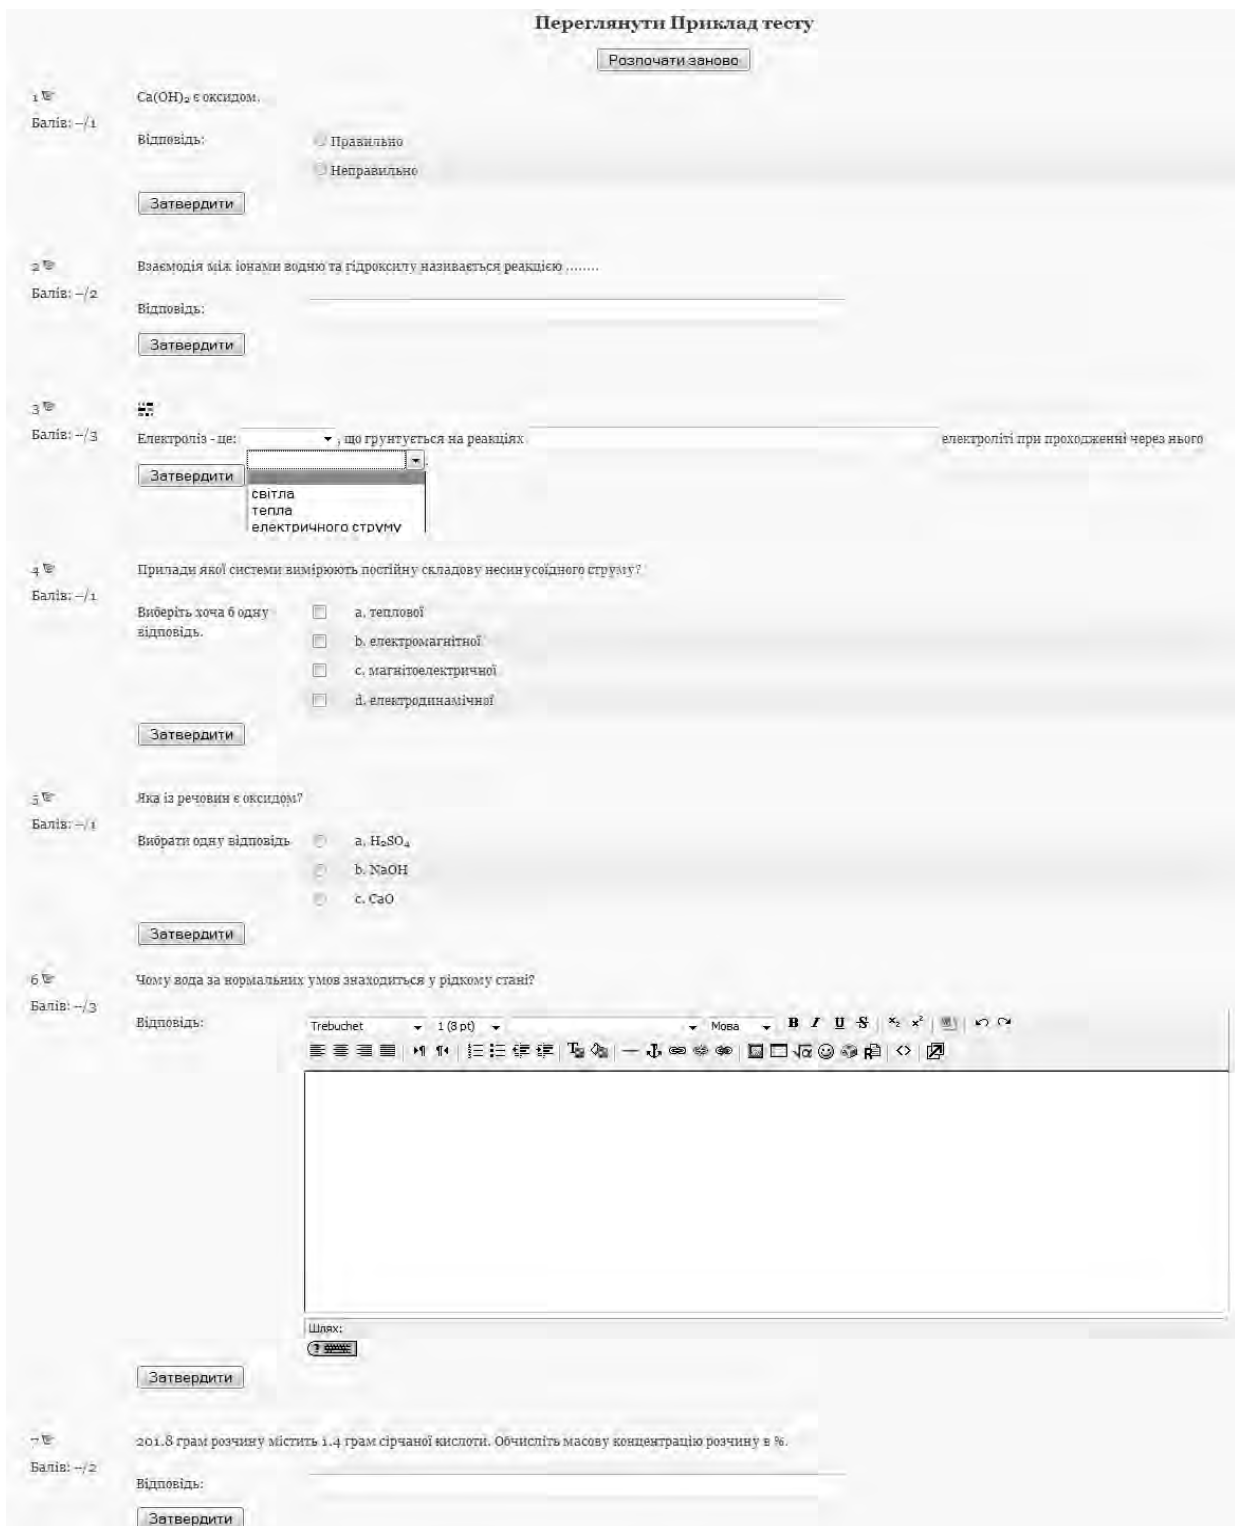 Переглянути Приклад тесту
Розпочати заново
1
Ca(OH)₂ є оксидом.
Балів: –/1
Відповідь:
Правильно
Неправильно
Затвердити
2
Взаємодія між іонами водню та гідроксилу називається реакцією ........
Балів: –/2
Відповідь:
Затвердити
3
Балів: –/3
Електроліз - це: , що грунтується на реакціях електроліті при проходженні через нього
Затвердити
світла
тепла
електричного струму
4
Прилади якої системи вимірюють постійну складову несинусоїдного струму?
Балів: –/1
Виберіть хоча б одну відповідь.
a. теплової
b. електромагнітної
c. магнітоелектричної
d. електродинамічної
Затвердити
5
Яка із речовин є оксидом?
Балів: –/1
Вибрати одну відповідь
a. H₂SO₄
b. NaOH
c. CaO
Затвердити
6
Чому вода за нормальних умов знаходиться у рідкому стані?
Балів: –/3
Відповідь:
Trebuchet 1 (8 pt) Мова B I U S x₂ x²
Шлях:
Затвердити
7
201.8 грам розчину містить 1.4 грам сірчаної кислоти. Обчисліть масову концентрацію розчину в %.
Балів: –/2
Відповідь:
Затвердити